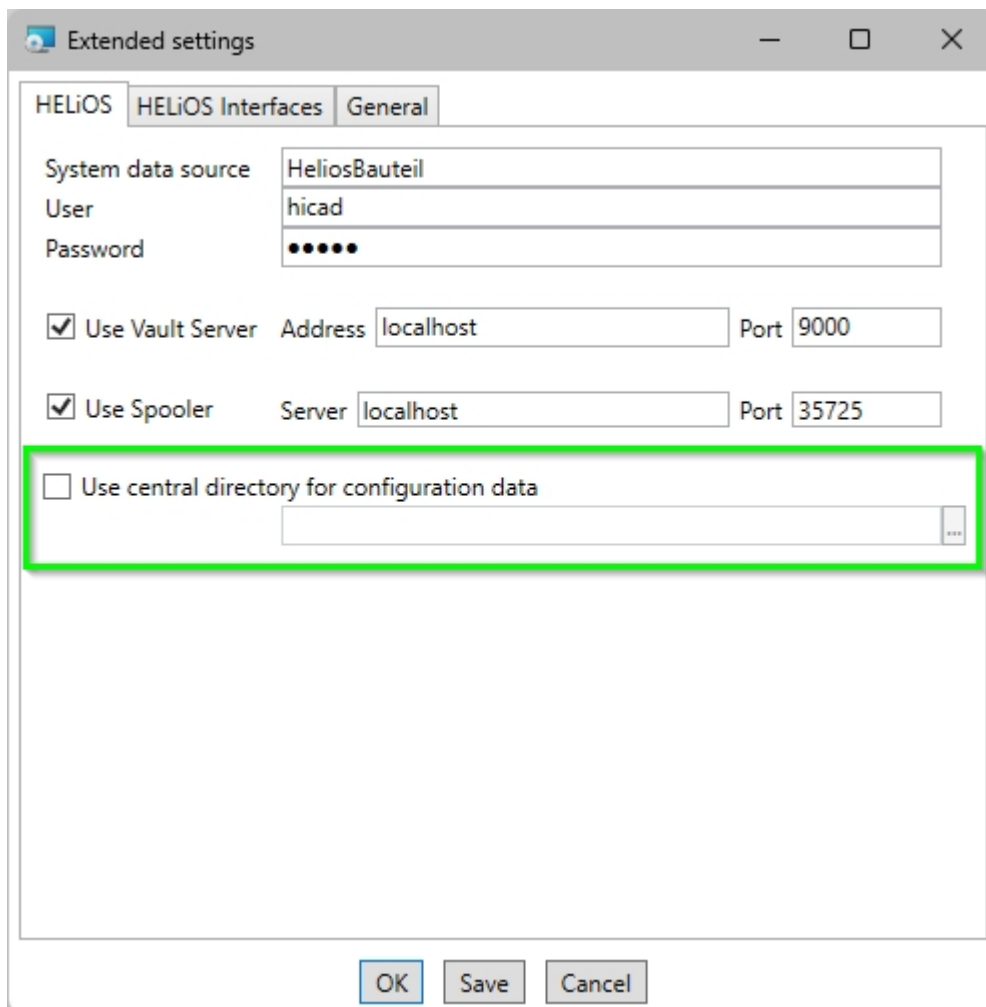 Extended settings
HELiOS HELiOS Interfaces General
System data source HeliosBauteil
User hicad
Password •••••
Use Vault Server Address localhost Port 9000
Use Spooler Server localhost Port 35725
Use central directory for configuration data
...
OK Save Cancel